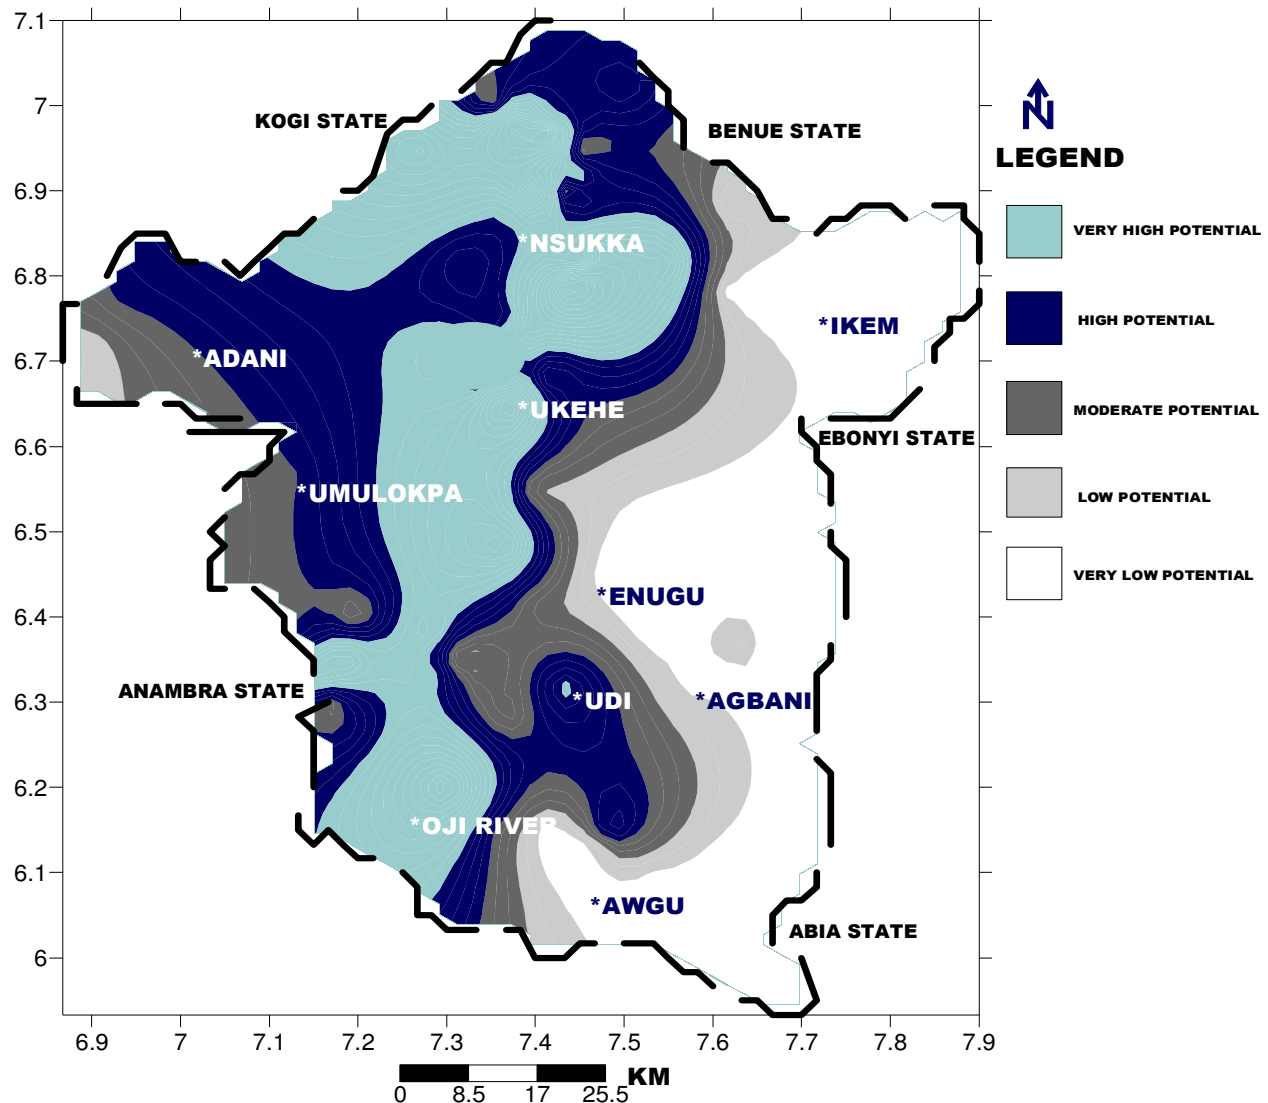 7.1
7
6.9
6.8
6.7
6.6
6.5
6.4
6.3
6.2
6.1
6
KOGI STATE
BENUE STATE
*NSUKKA
*IKEM
*ADANI
*UKEHE
EBONYI STATE
*UMULOKPA
*ENUGU
ANAMBRA STATE
*UDI
*AGBANI
*OJI RIVER
*AWGU
ABIA STATE
6.9 7 7.1 7.2 7.3 7.4 7.5 7.6 7.7 7.8 7.9
KM
0 8.5 17 25.5
N
LEGEND
VERY HIGH POTENTIAL
HIGH POTENTIAL
MODERATE POTENTIAL
LOW POTENTIAL
VERY LOW POTENTIAL